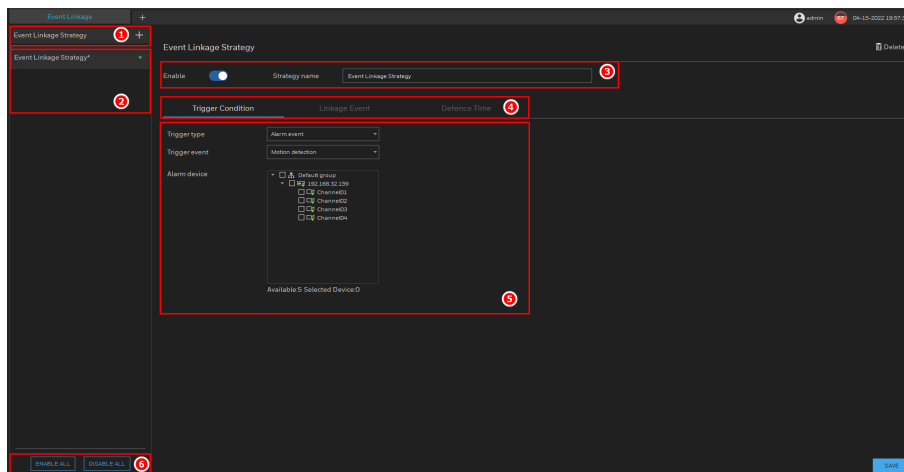 Event Linkage +
admin 157 04-15-2022 19:57:3
Event Linkage Strategy 1 +
Event Linkage Strategy Delete
Event Linkage Strategy*
2
Enable Strategy name Event Linkage Strategy 3
Trigger Condition Linkage Event Defence Time 4
Trigger type Alarm event
Trigger event Motion detection
Alarm device Default group
192.168.32.159
Channel01
Channel02
Channel03
Channel04
Available:5 Selected Device:0
5
ENABLE ALL DISABLE ALL 6
SAVE